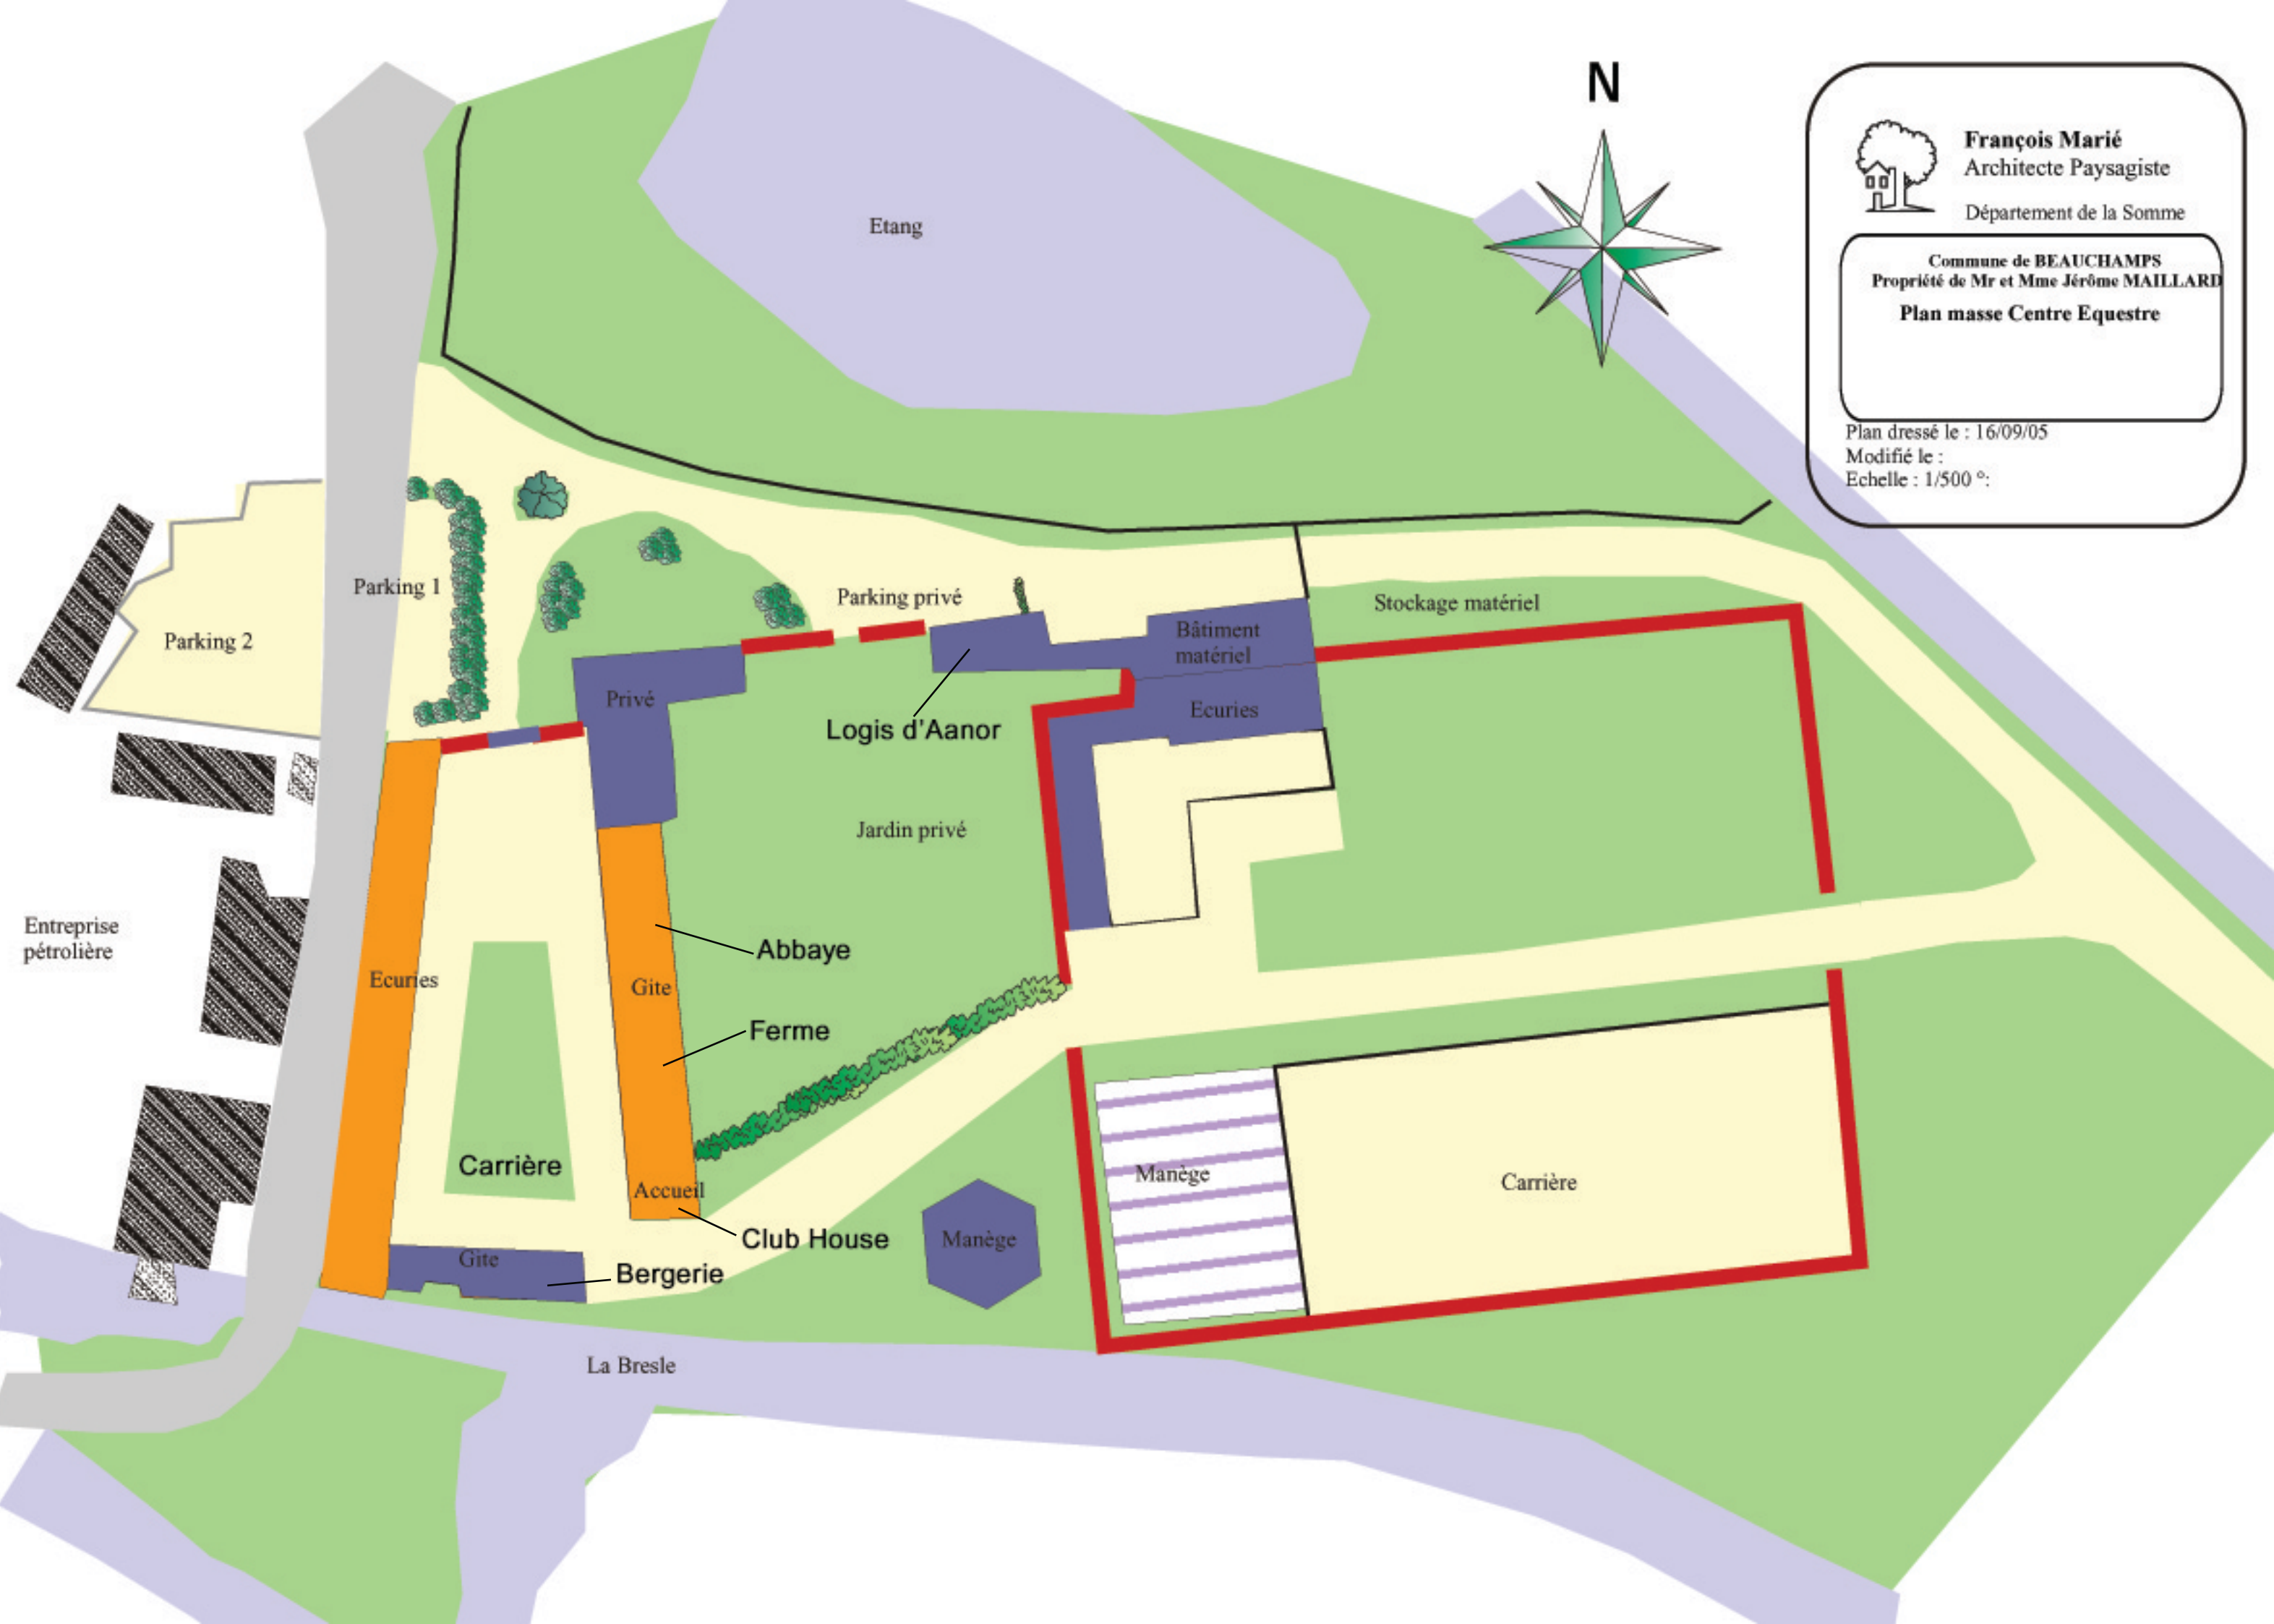 N
François Marié
Architecte Paysagiste
Département de la Somme
Commune de BEAUCHAMPS
Propriété de Mr et Mme Jérôme MAILLARD
Plan masse Centre Equestre
Plan dressé le : 16/09/05
Modifié le :
Echelle : 1/500 °:
Etang
Parking 1
Parking 2
Parking privé
Stockage matériel
Bâtiment
matériel
Privé
Logis d'Aanor
Ecuries
Jardin privé
Entreprise
pétrolière
Abbaye
Ecuries
Gite
Ferme
Carrière
Accueil
Manège
Carrière
Club House
Manège
Gite
Bergerie
La Bresle